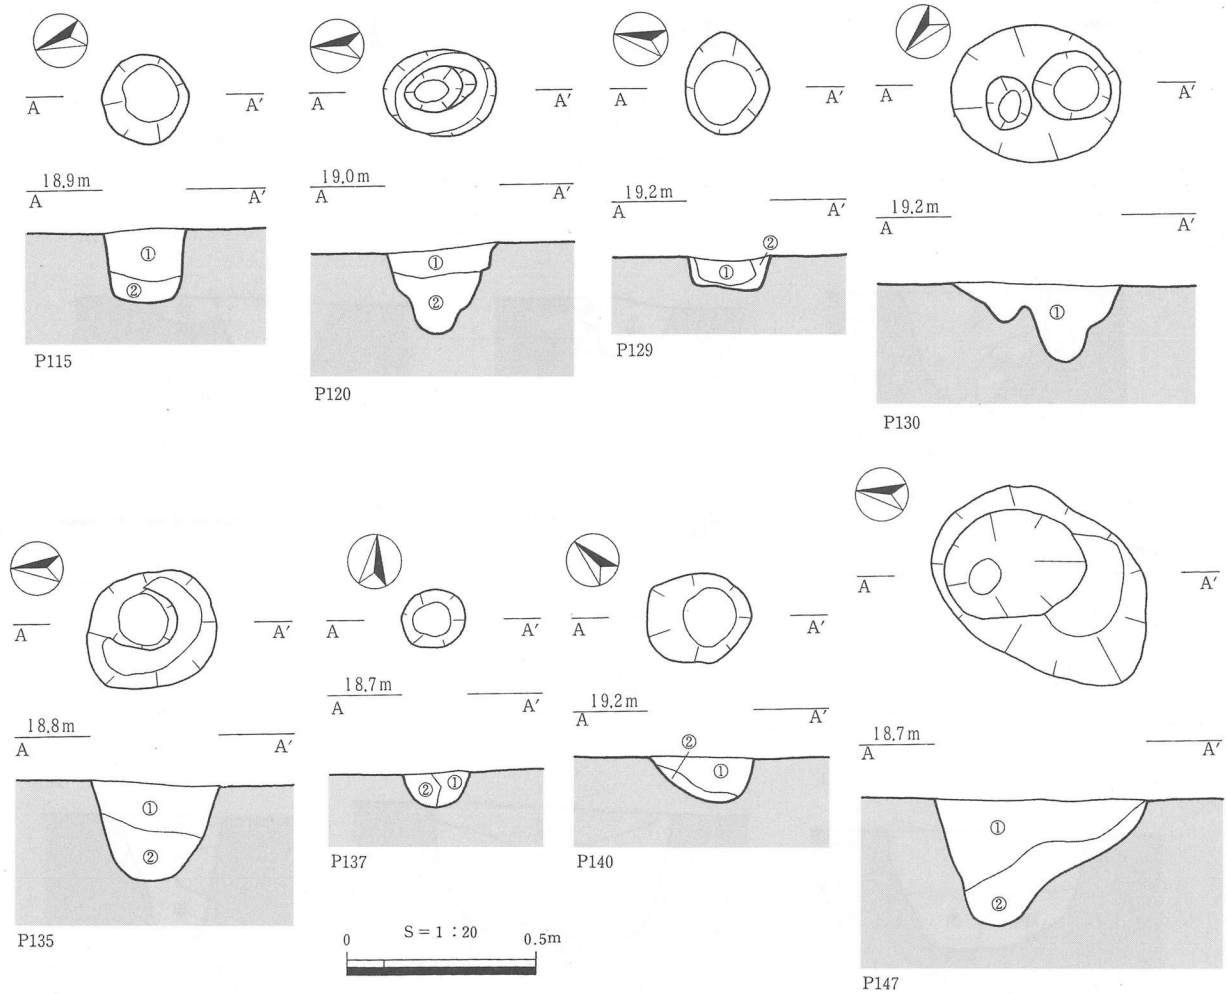 A A′
18.9m
A A′
①
②
P115
A A′
19.0m
A A′
①
②
P120
A A′
19.2m
A A′
②
①
P129
A A′
19.2m
A A′
①
P130
A A′
18.8m
A A′
①
②
P135
A A′
18.7m
A A′
② ①
P137
A A′
19.2m
A A′
②
①
P140
A A′
18.7m
A A′
①
②
P147
0 S = 1 : 20 0.5m